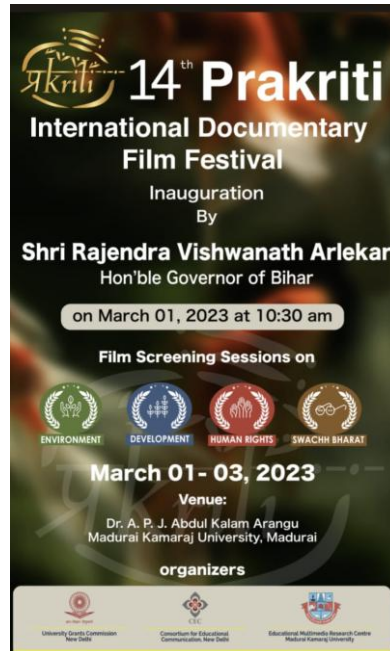 प्रkriti
14th Prakriti
International Documentary
Film Festival
Inauguration
By
Shri Rajendra Vishwanath Arlekar
Hon'ble Governor of Bihar
on March 01, 2023 at 10:30 am
Film Screening Sessions on
ENVIRONMENT DEVELOPMENT HUMAN RIGHTS SWACHH BHARAT
March 01- 03, 2023
Venue:
Dr. A. P. J. Abdul Kalam Arangu
Madurai Kamaraj University, Madurai
organizers
CEC
University Grants Commission
New Delhi
Consortium for Educational
Communication, New Delhi
Educational Multimedia Research Centre
Madurai Kamaraj University